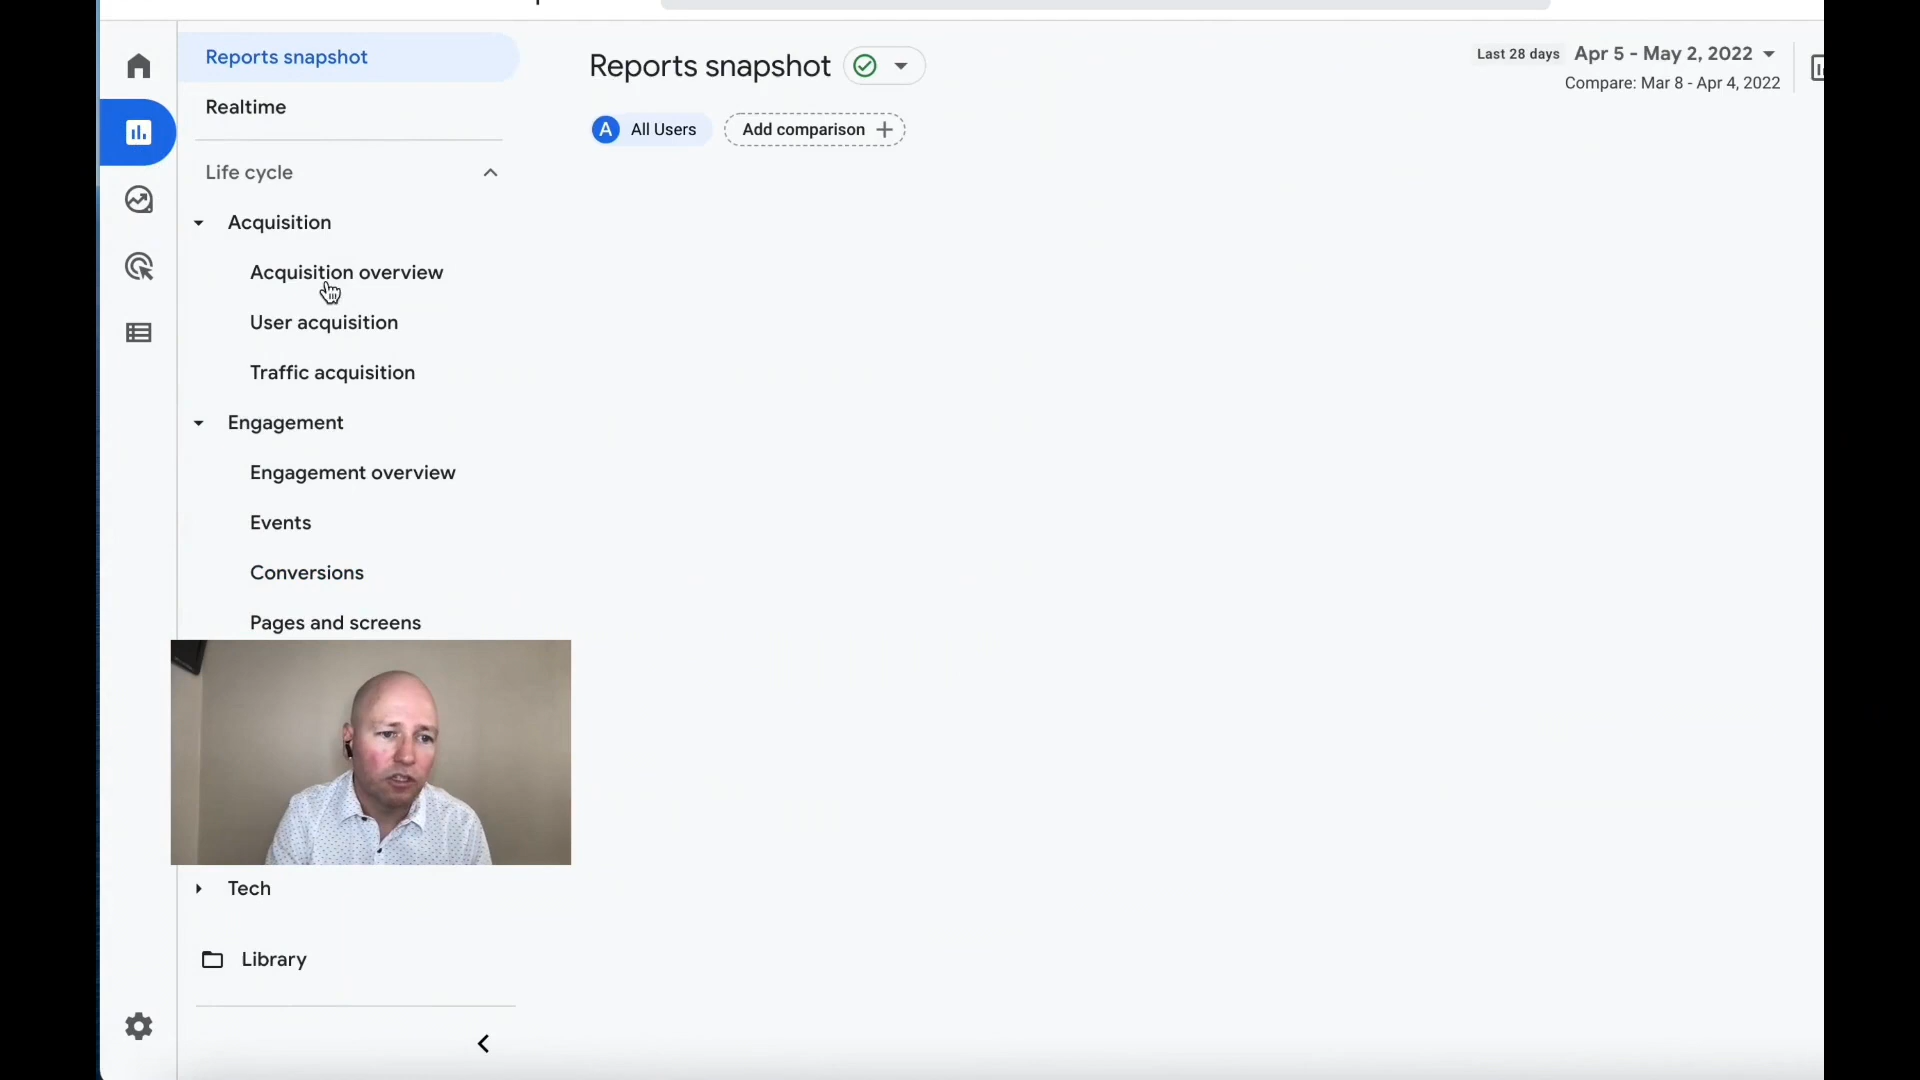 Reports snapshot
Realtime
Life cycle
Acquisition
Acquisition overview
User acquisition
Traffic acquisition
Engagement
Engagement overview
Events
Conversions
Pages and screens
Tech
Library
Reports snapshot
Last 28 days Apr 5 - May 2, 2022
Compare: Mar 8 - Apr 4, 2022
A All Users
Add comparison +